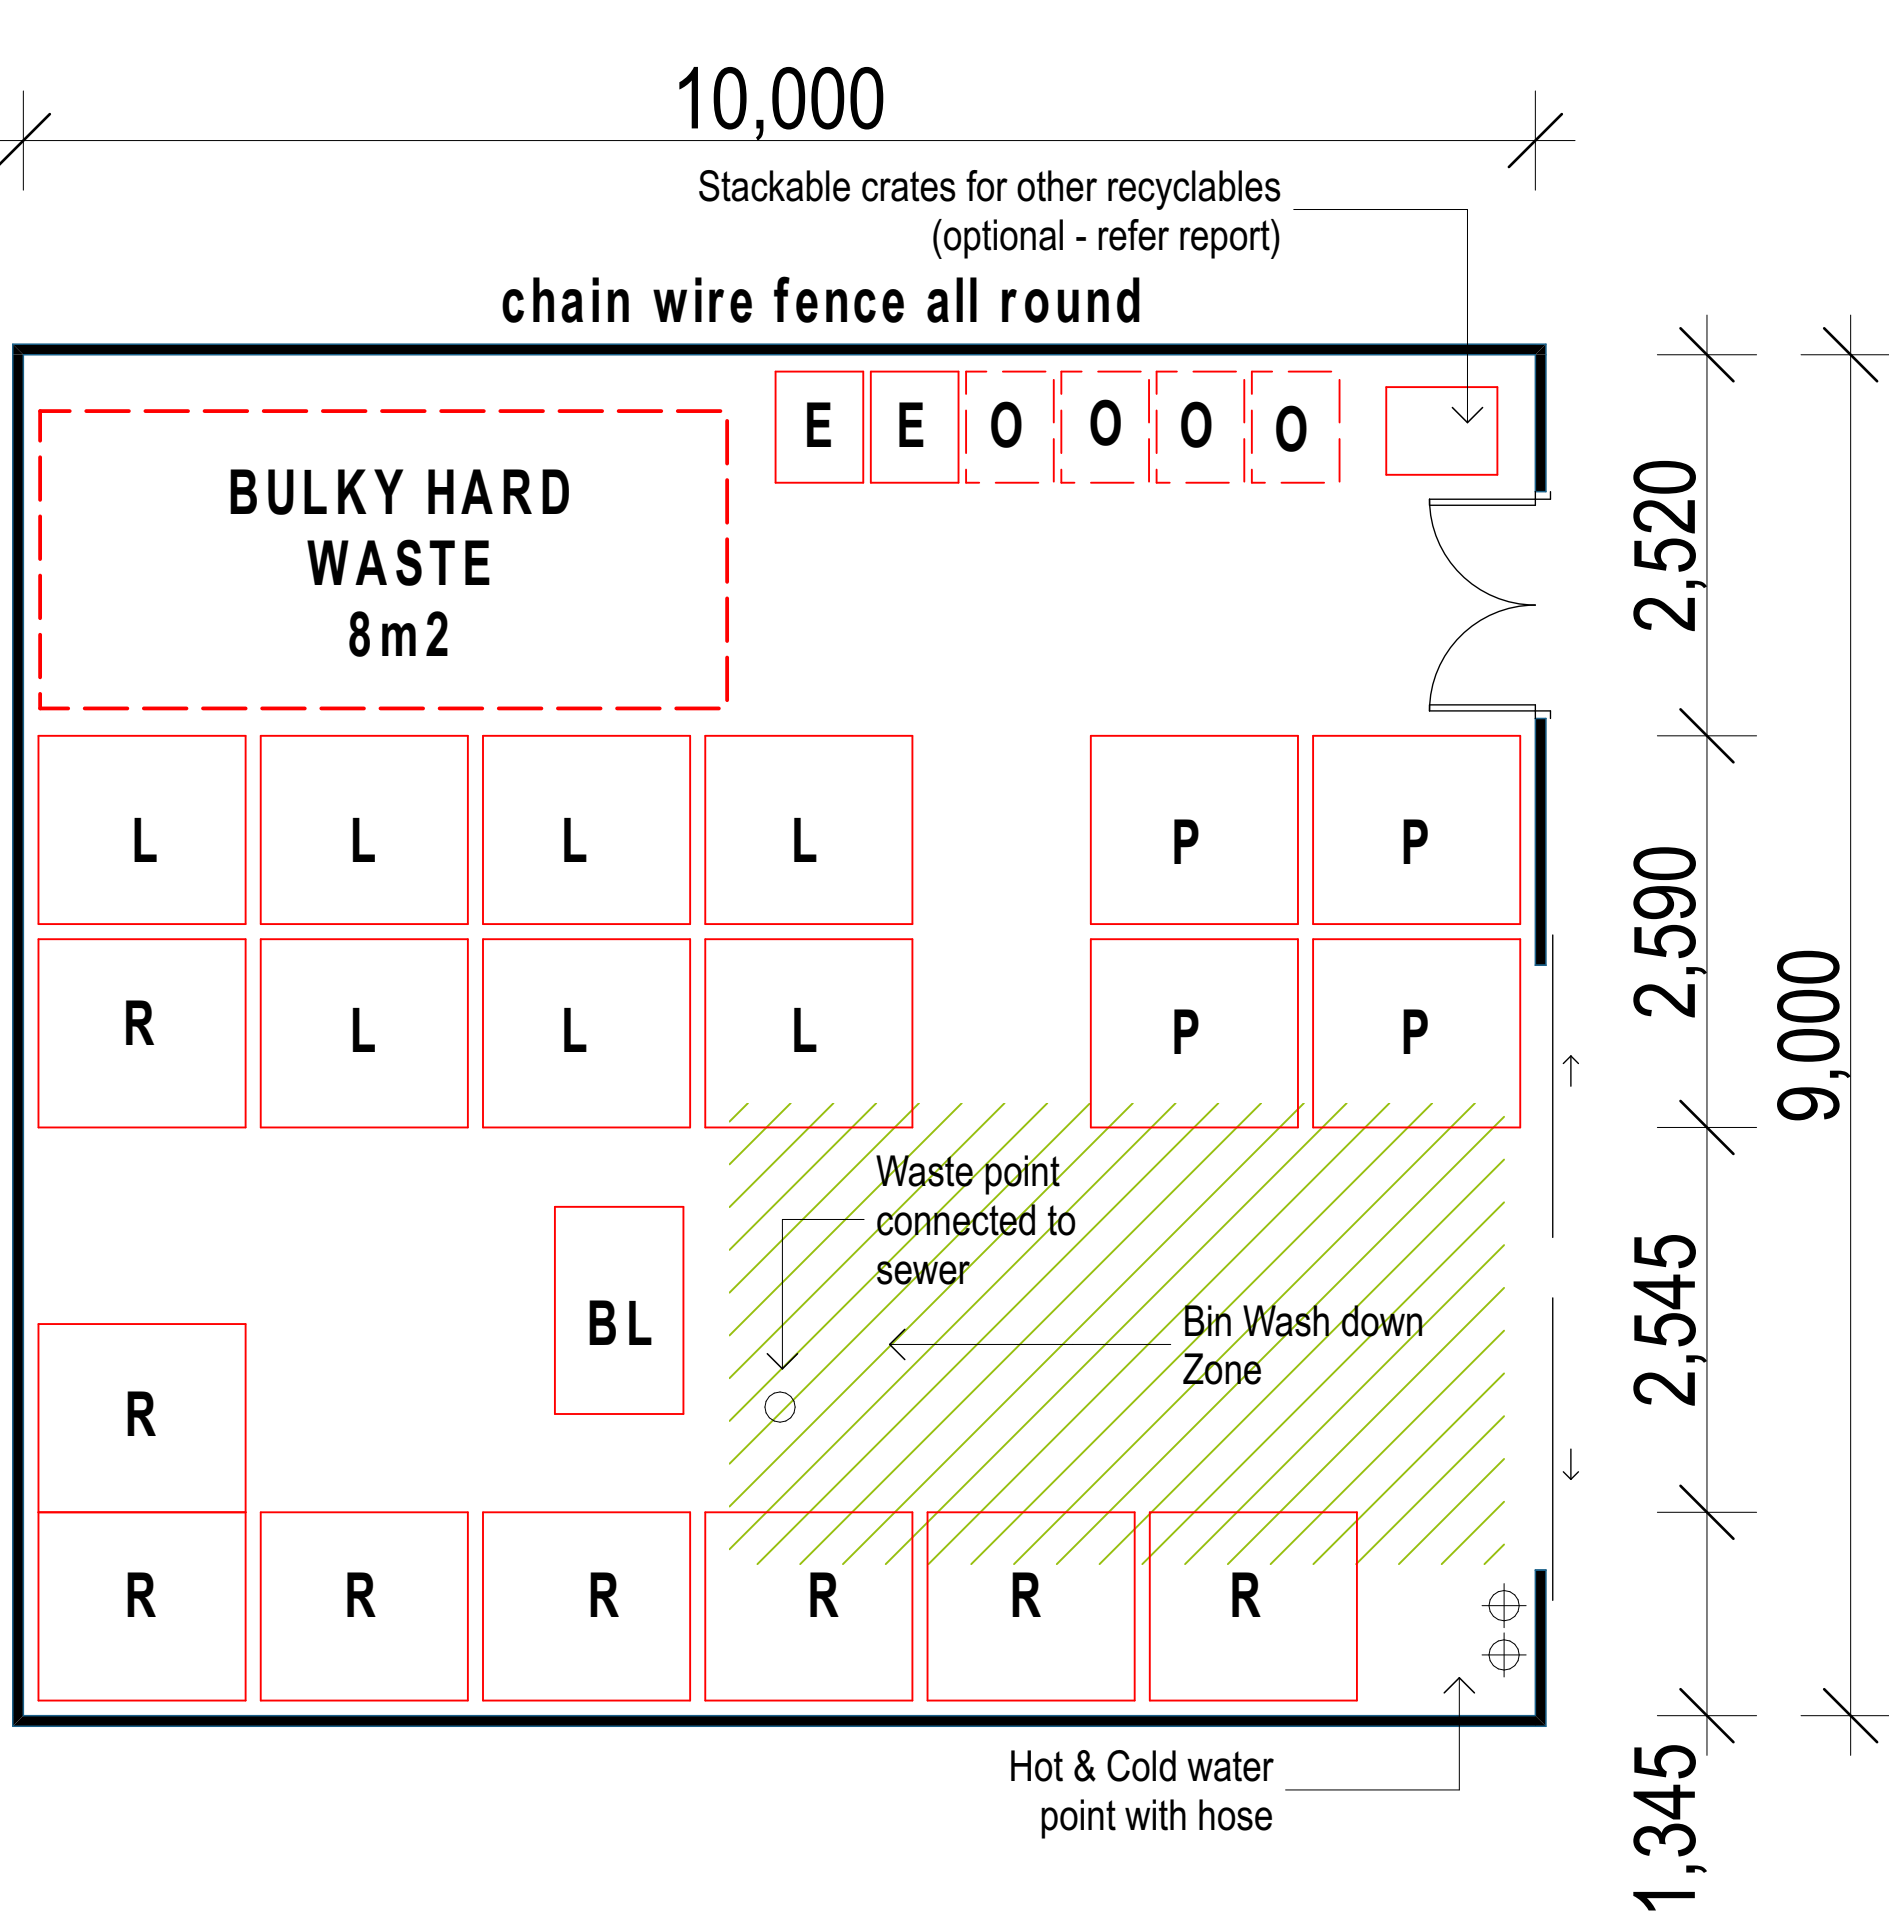 10,000
Stackable crates for other recyclables
(optional - refer report)
chain wire fence all round
E E O O O O
BULKY HARD
WASTE
8m2
2,520
L L L L P P
2,590
R L L L P P
9,000
Waste point
connected to
sewer
BL
Bin Wash down
Zone
2,545
R
R R R R R R
Hot & Cold water
point with hose
1,345